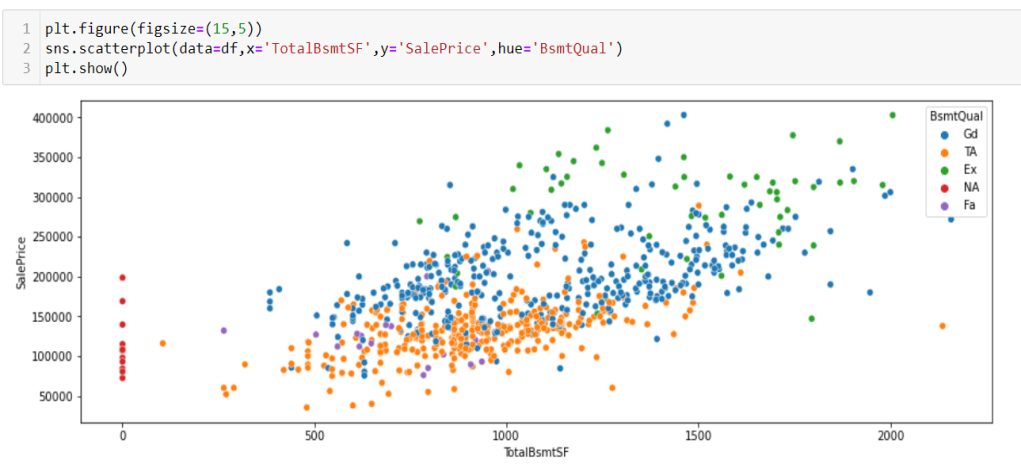 1 plt.figure(figsize=(15,5))
2 sns.scatterplot(data=df,x='TotalBsmtSF',y='SalePrice',hue='BsmtQual')
3 plt.show()
400000
350000
300000
250000
200000
150000
100000
50000
SalePrice
BsmtQual
Gd
TA
Ex
NA
Fa
0 500 1000 1500 2000
TotalBsmtSF